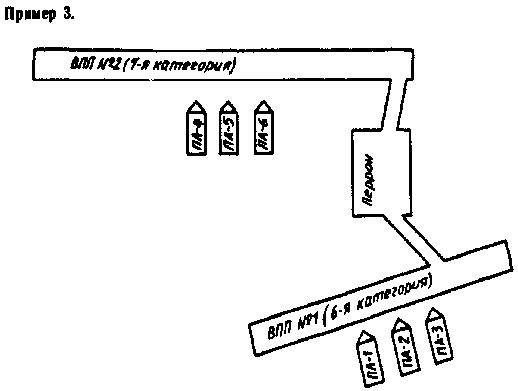 Пример 3.
ВПП №2 (7-я категория)
ПА-4
ПА-5
ПА-6
Перрон
ВПП №1 (6-я категория)
ПА-1
ПА-2
ПА-3